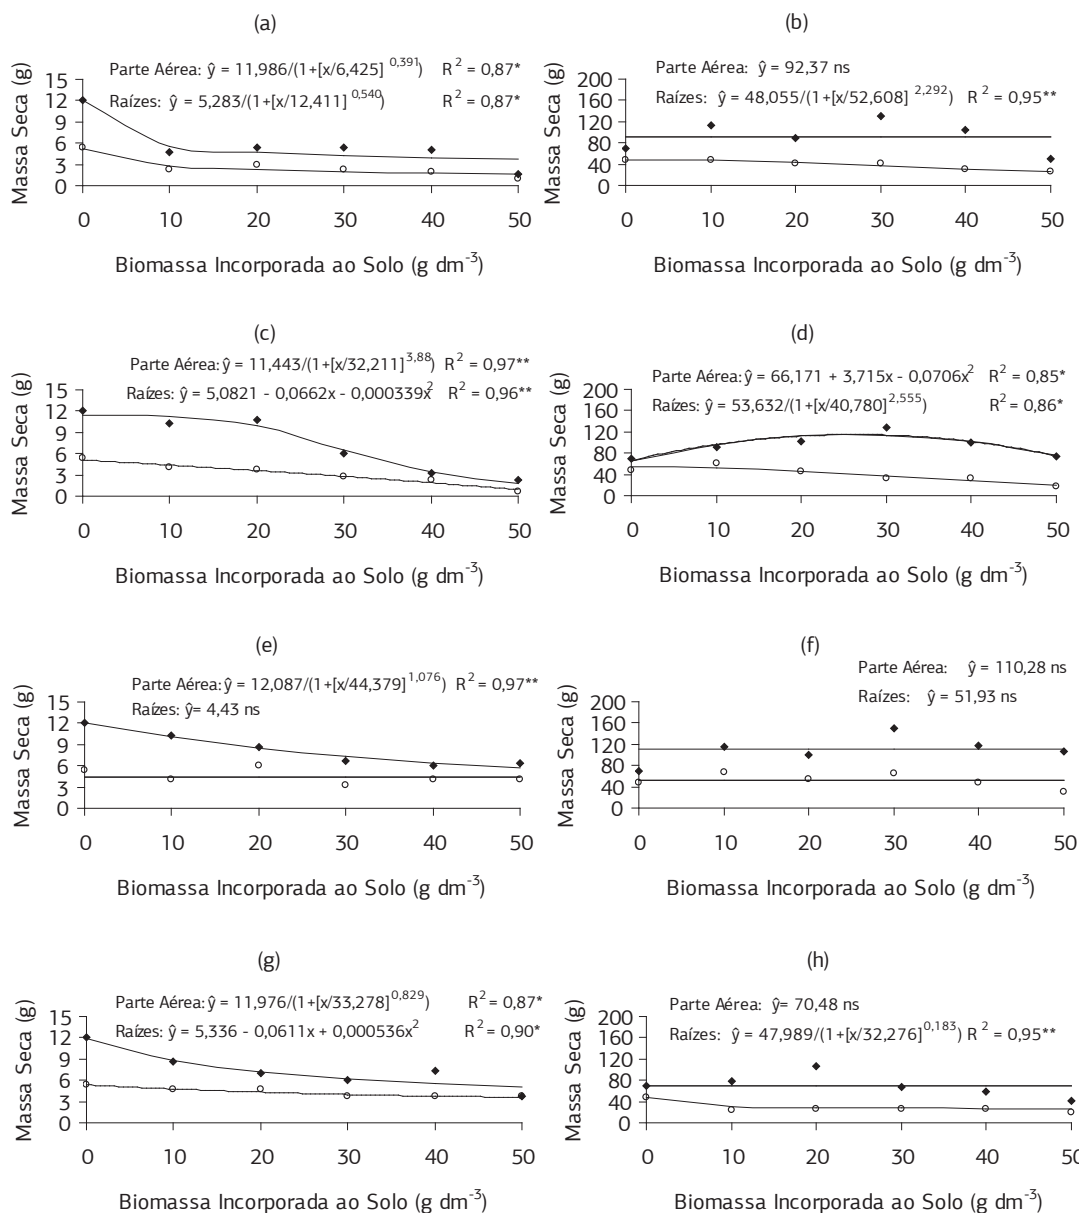 (a)
Parte Aérea: ŷ = 11,986/(1+[x/6,425]^0,391) R² = 0,87*
Raízes: ŷ = 5,283/(1+[x/12,411]^0,540) R² = 0,87*
Massa Seca (g)
15
12
9
6
3
0
0 10 20 30 40 50
Biomassa Incorporada ao Solo (g dm⁻³)
(b)
Parte Aérea: ŷ = 92,37 ns
Raízes: ŷ = 48,055/(1+[x/52,608]^2,292) R² = 0,95**
Massa Seca (g)
200
160
120
80
40
0
0 10 20 30 40 50
Biomassa Incorporada ao Solo (g dm⁻³)
(c)
Parte Aérea: ŷ = 11,443/(1+[x/32,211]^3,88) R² = 0,97**
Raízes: ŷ = 5,0821 - 0,0662x - 0,000339x² R² = 0,96**
Massa Seca (g)
15
12
9
6
3
0
0 10 20 30 40 50
Biomassa Incorporada ao Solo (g dm⁻³)
(d)
Parte Aérea: ŷ = 66,171 + 3,715x - 0,0706x² R² = 0,85*
Raízes: ŷ = 53,632/(1+[x/40,780]^2,555) R² = 0,86*
Massa Seca (g)
200
160
120
80
40
0
0 10 20 30 40 50
Biomassa Incorporada ao Solo (g dm⁻³)
(e)
Parte Aérea: ŷ = 12,087/(1+[x/44,379]^1,076) R² = 0,97**
Raízes: ŷ= 4,43 ns
Massa Seca (g)
15
12
9
6
3
0
0 10 20 30 40 50
Biomassa Incorporada ao Solo (g dm⁻³)
(f)
Parte Aérea: ŷ = 110,28 ns
Raízes: ŷ = 51,93 ns
Massa Seca (g)
200
160
120
80
40
0
0 10 20 30 40 50
Biomassa Incorporada ao Solo (g dm⁻³)
(g)
Parte Aérea: ŷ = 11,976/(1+[x/33,278]^0,829) R² = 0,87*
Raízes: ŷ = 5,336 - 0,0611x + 0,000536x² R² = 0,90*
Massa Seca (g)
15
12
9
6
3
0
0 10 20 30 40 50
Biomassa Incorporada ao Solo (g dm⁻³)
(h)
Parte Aérea: ŷ= 70,48 ns
Raízes: ŷ = 47,989/(1+[x/32,276]^0,183) R² = 0,95**
Massa Seca (g)
200
160
120
80
40
0
0 10 20 30 40 50
Biomassa Incorporada ao Solo (g dm⁻³)